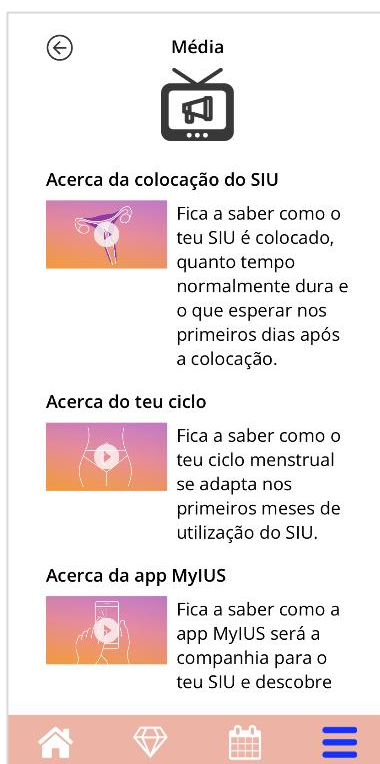 Média
Acerca da colocação do SIU
Fica a saber como o
teu SIU é colocado,
quanto tempo
normalmente dura e
o que esperar nos
primeiros dias após
a colocação.
Acerca do teu ciclo
Fica a saber como o
teu ciclo menstrual
se adapta nos
primeiros meses de
utilização do SIU.
Acerca da app MyIUS
Fica a saber como a
app MyIUS será a
companhia para o
teu SIU e descobre